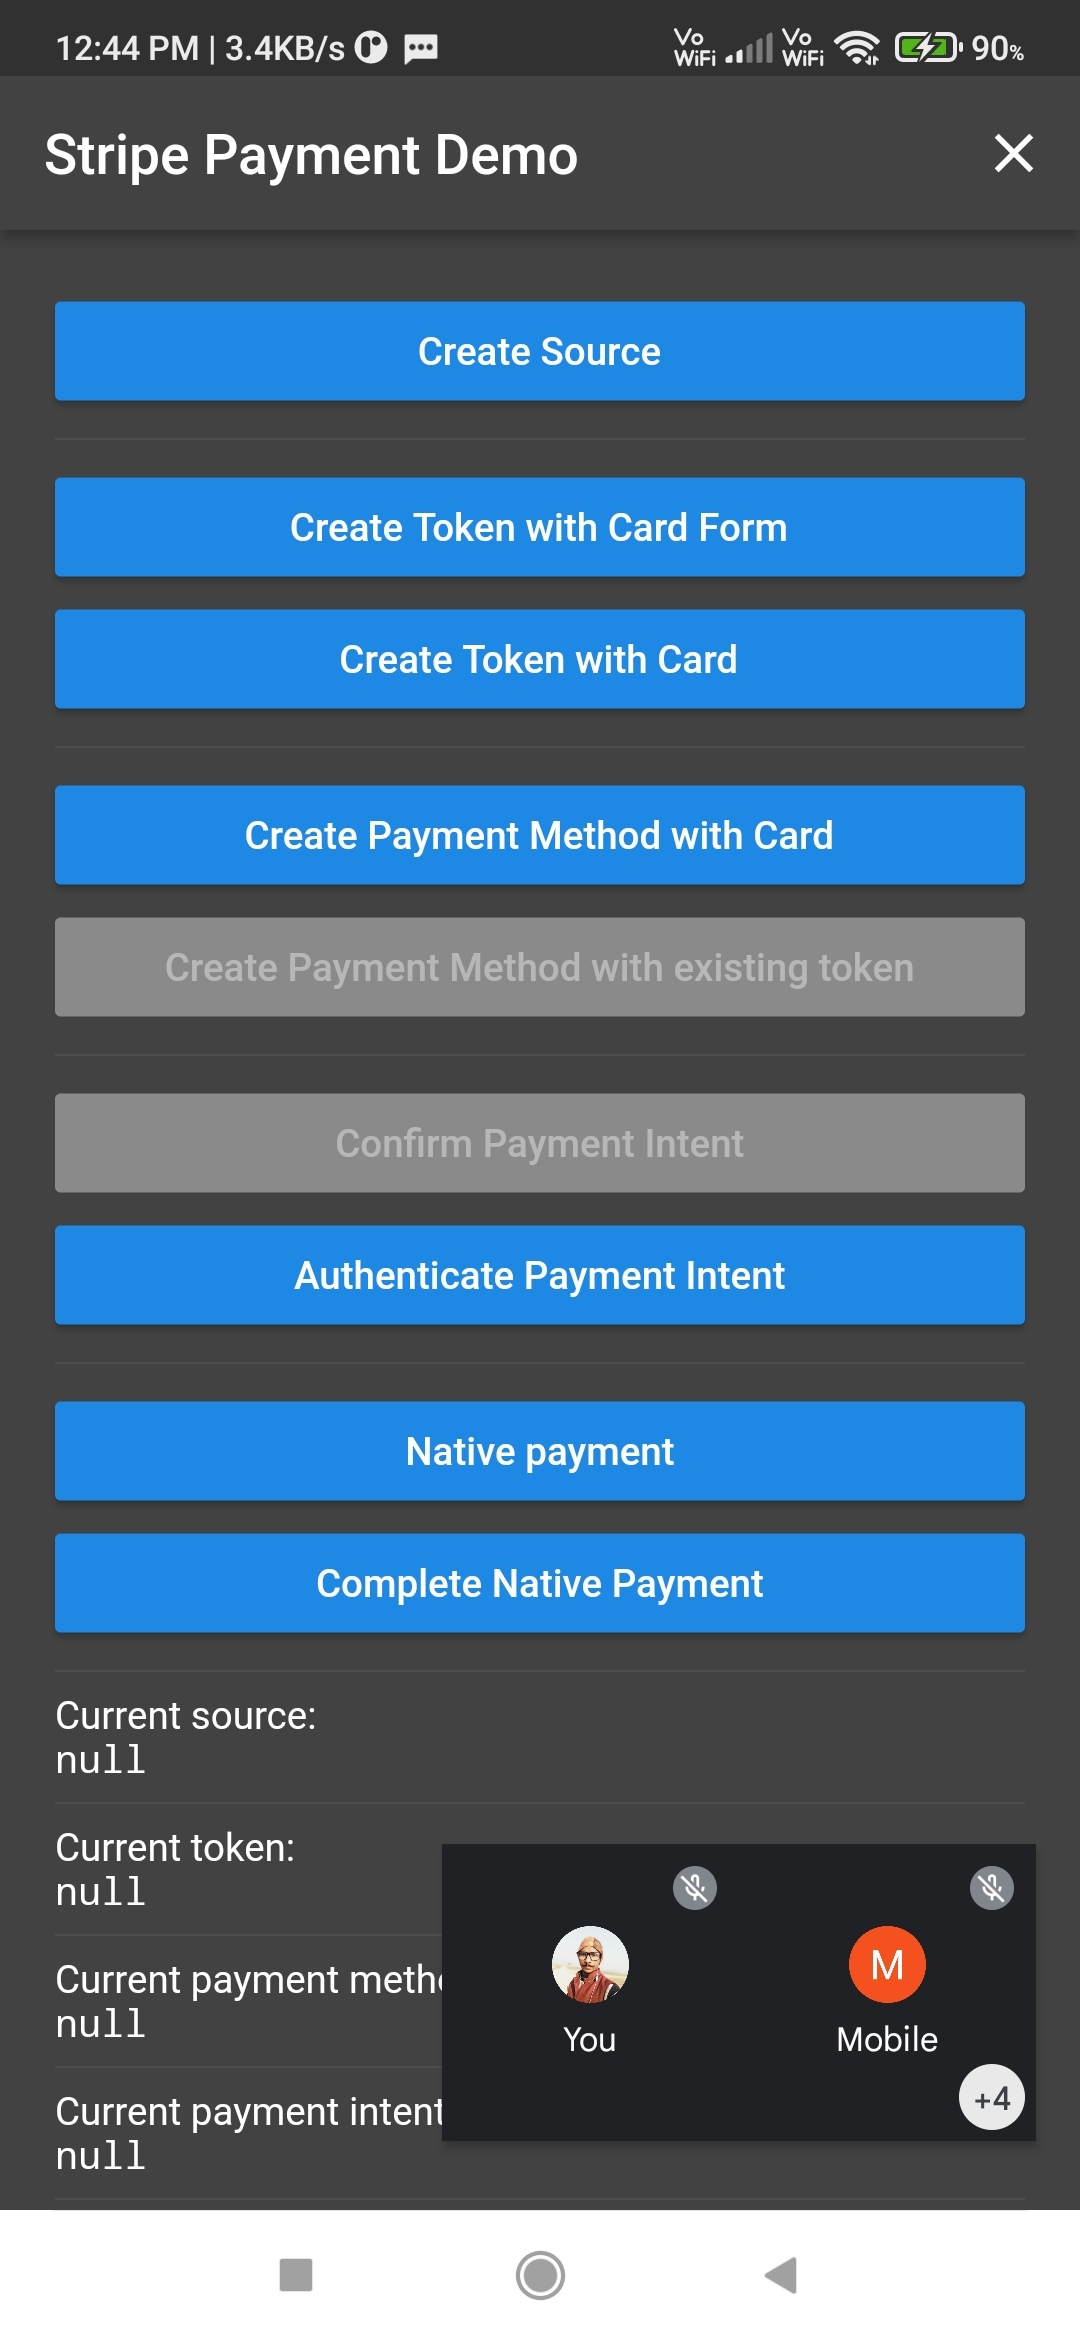 12:44 PM | 3.4KB/s Vo WiFi Vo WiFi 90%
Stripe Payment Demo
Create Source
Create Token with Card Form
Create Token with Card
Create Payment Method with Card
Create Payment Method with existing token
Confirm Payment Intent
Authenticate Payment Intent
Native payment
Complete Native Payment
Current source:
null
Current token:
null
Current payment
null
Current payment intent
null
M
You Mobile
+4